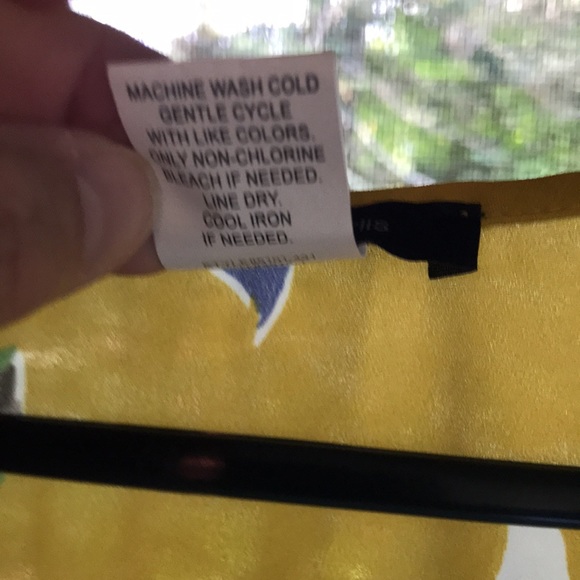 MACHINE WASH COLD
GENTLE CYCLE
WITH LIKE COLORS.
ONLY NON-CHLORINE
BLEACH IF NEEDED.
LINE DRY.
COOL IRON
IF NEEDED.